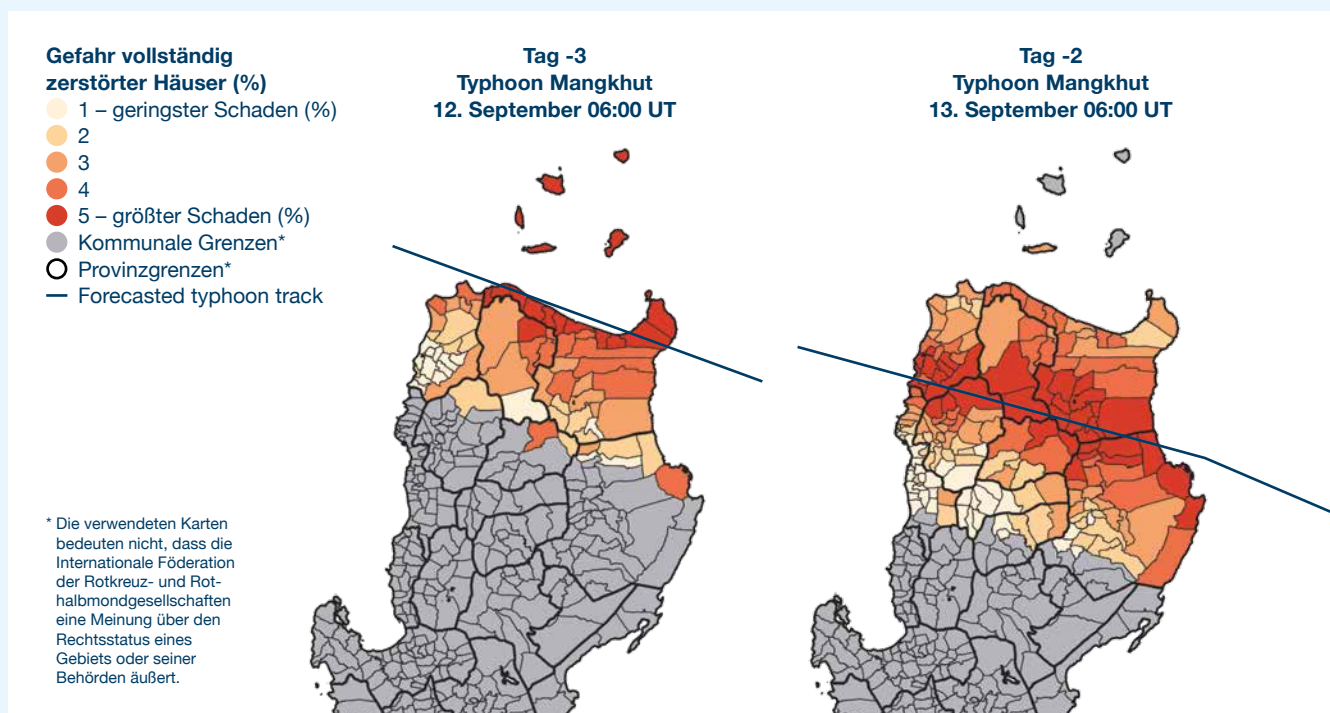 Gefahr vollständig
zerstörter Häuser (%)
1 – geringster Schaden (%)
2
3
4
5 – größter Schaden (%)
Kommunale Grenzen*
Provinzgrenzen*
Forecasted typhoon track
* Die verwendeten Karten
bedeuten nicht, dass die
Internationale Föderation
der Rotkreuz- und Rot-
halbmondgesellschaften
eine Meinung über den
Rechtsstatus eines
Gebiets oder seiner
Behörden äußert.
Tag -3
Typhoon Mangkhut
12. September 06:00 UT
Tag -2
Typhoon Mangkhut
13. September 06:00 UT